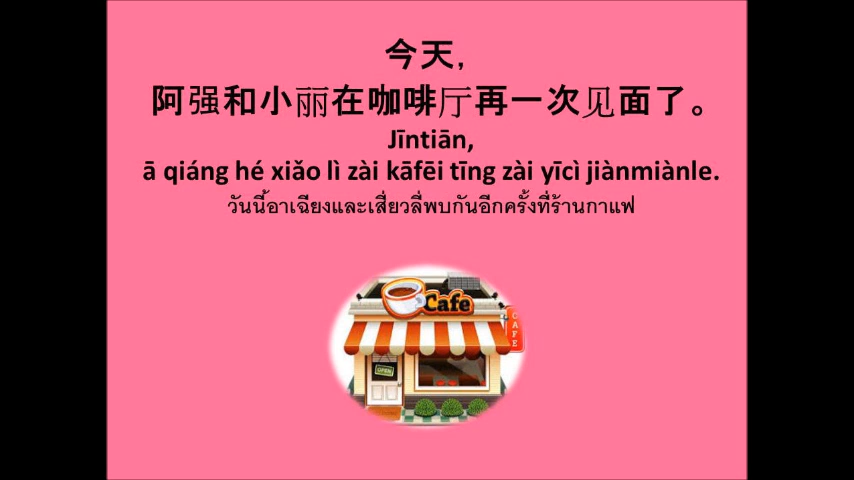 今天,
阿强和小丽在咖啡厅再一次见面了。
Jīntiān,
ā qiáng hé xiǎo lì zài kāfēi tīng zài yīcì jiànmiànle.
วันนี้อาเฉียงและเสี่ยวลี่พบกันอีกครั้งที่ร้านกาแฟ
Cafe
CAFE
OPEN